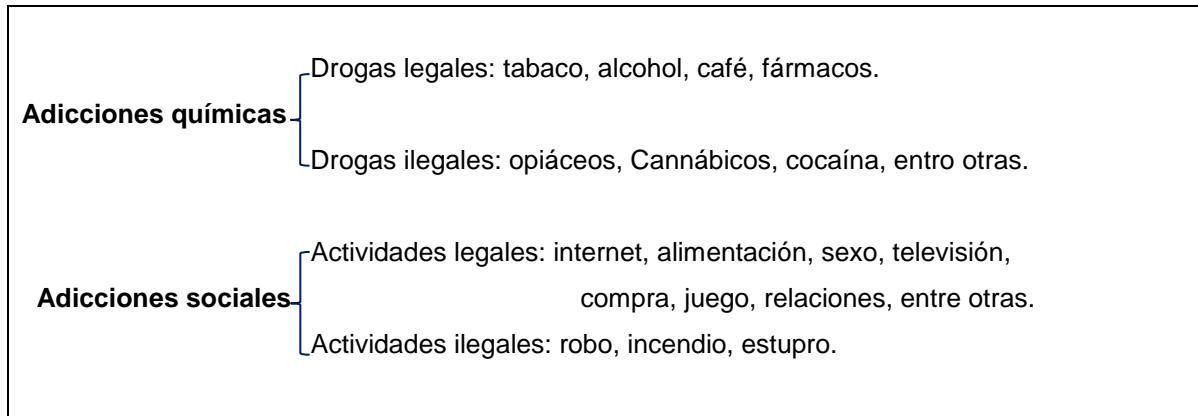 Drogas legales: tabaco, alcohol, café, fármacos.
Adicciones químicas
Drogas ilegales: opiáceos, Cannábicos, cocaína, entro otras.
Actividades legales: internet, alimentación, sexo, televisión,
Adicciones sociales compra, juego, relaciones, entre otras.
Actividades ilegales: robo, incendio, estupro.